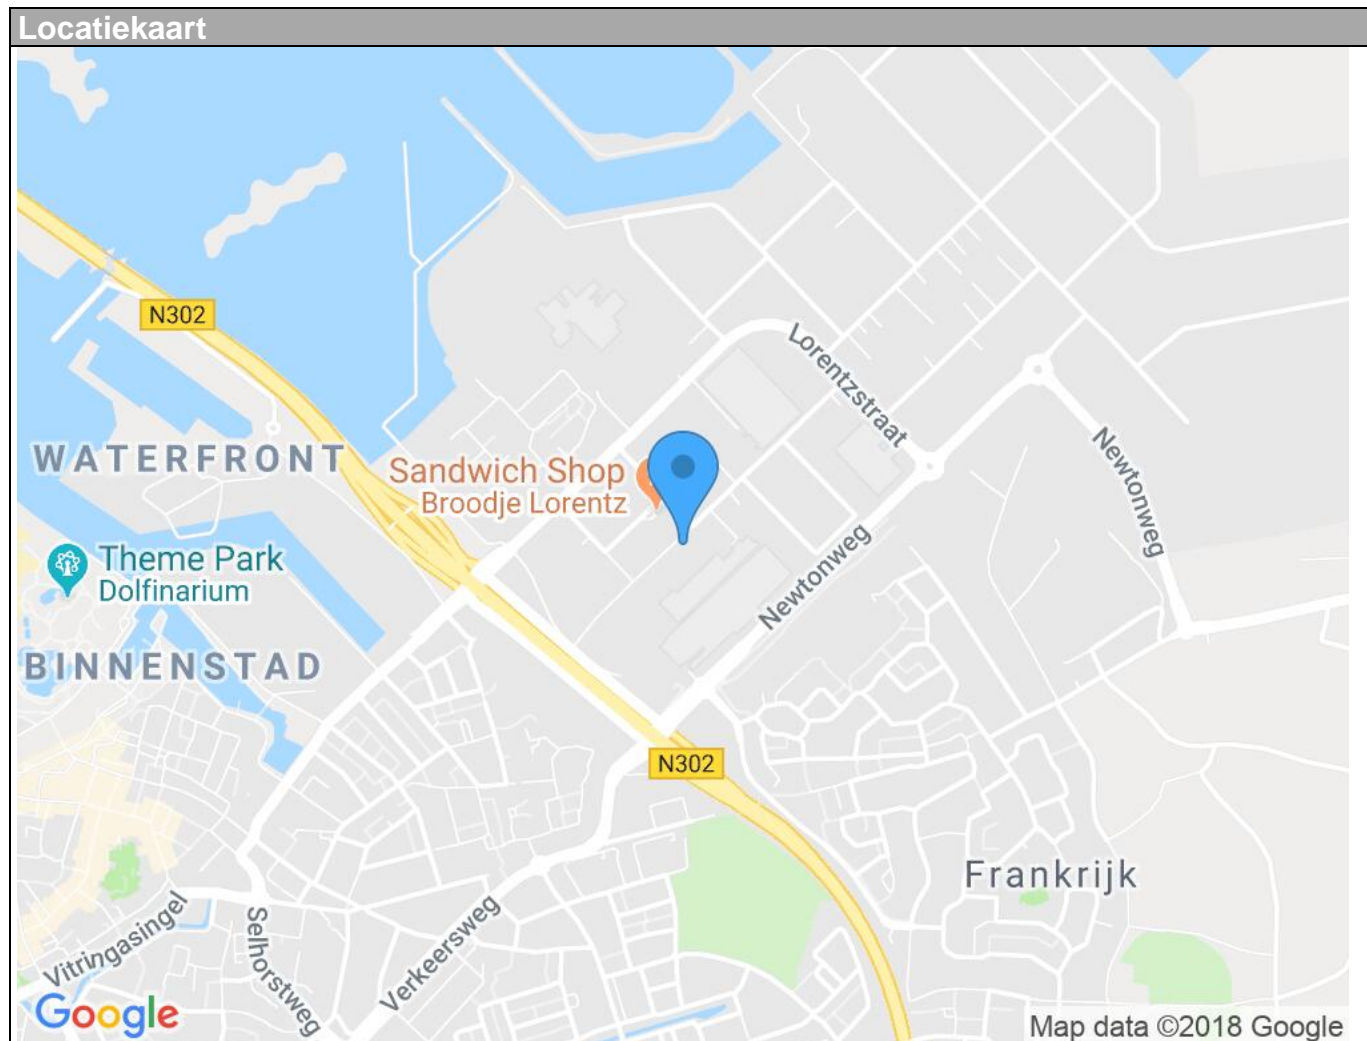 Locatiekaart
N302
Lorentzstraat
WATERFRONT
Sandwich Shop
Broodje Lorentz
Newtonweg
Theme Park
Dolfinarium
Newtonweg
BINNENSTAD
N302
Frankrijk
Vitringasingel
Selhorstweg
Verkeersweg
Google
Map data ©2018 Google